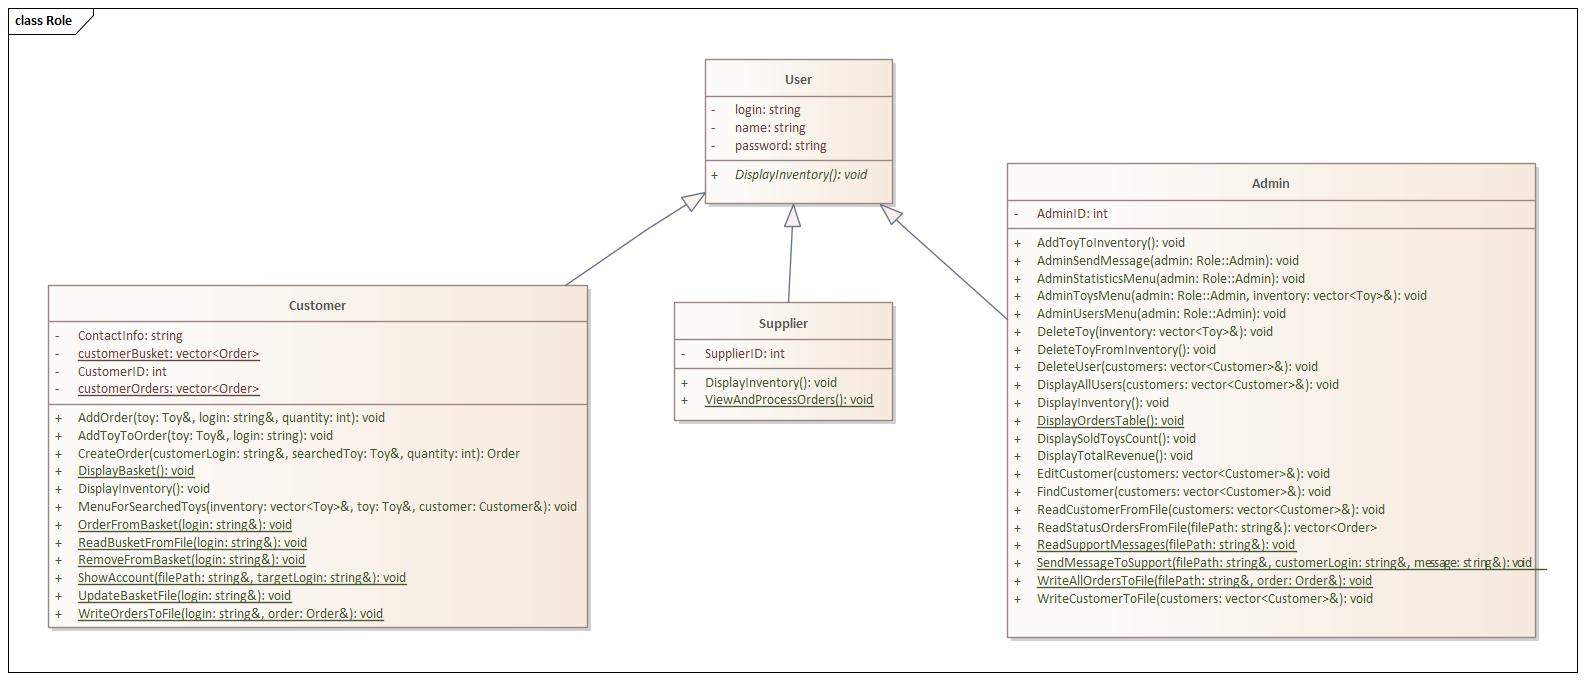 class Role
User
- login: string
- name: string
- password: string
+ DisplayInventory(): void
Customer
- ContactInfo: string
- customerBusket: vector<Order>
- CustomerID: int
- customerOrders: vector<Order>
+ AddOrder(toy: Toy&, login: string&, quantity: int): void
+ AddToyToOrder(toy: Toy&, login: string): void
+ CreateOrder(customerLogin: string&, searchedToy: Toy&, quantity: int): Order
+ DisplayBasket(): void
+ DisplayInventory(): void
+ MenuForSearchedToys(inventory: vector<Toy>&, toy: Toy&, customer: Customer&): void
+ OrderFromBasket(login: string&): void
+ ReadBusketFromFile(login: string&): void
+ RemoveFromBasket(login: string&): void
+ ShowAccount(filePath: string&, targetLogin: string&): void
+ UpdateBasketFile(login: string&): void
+ WriteOrdersToFile(login: string&, order: Order&): void
Supplier
- SupplierID: int
+ DisplayInventory(): void
+ ViewAndProcessOrders(): void
Admin
- AdminID: int
+ AddToyToInventory(): void
+ AdminSendMessage(admin: Role::Admin): void
+ AdminStatisticsMenu(admin: Role::Admin): void
+ AdminToysMenu(admin: Role::Admin, inventory: vector<Toy>&): void
+ AdminUsersMenu(admin: Role::Admin): void
+ DeleteToy(inventory: vector<Toy>&): void
+ DeleteToyFromInventory(): void
+ DeleteUser(customers: vector<Customer>&): void
+ DisplayAllUsers(customers: vector<Customer>&): void
+ DisplayInventory(): void
+ DisplayOrdersTable(): void
+ DisplaySoldToysCount(): void
+ DisplayTotalRevenue(): void
+ EditCustomer(customers: vector<Customer>&): void
+ FindCustomer(customers: vector<Customer>&): void
+ ReadCustomerFromFile(customers: vector<Customer>&): void
+ ReadStatusOrdersFromFile(filePath: string&): vector<Order>
+ ReadSupportMessages(filePath: string&): void
+ SendMessageToSupport(filePath: string&, customerLogin: string&, message: string&): void
+ WriteAllOrdersToFile(filePath: string&, order: Order&): void
+ WriteCustomerToFile(customers: vector<Customer>&): void